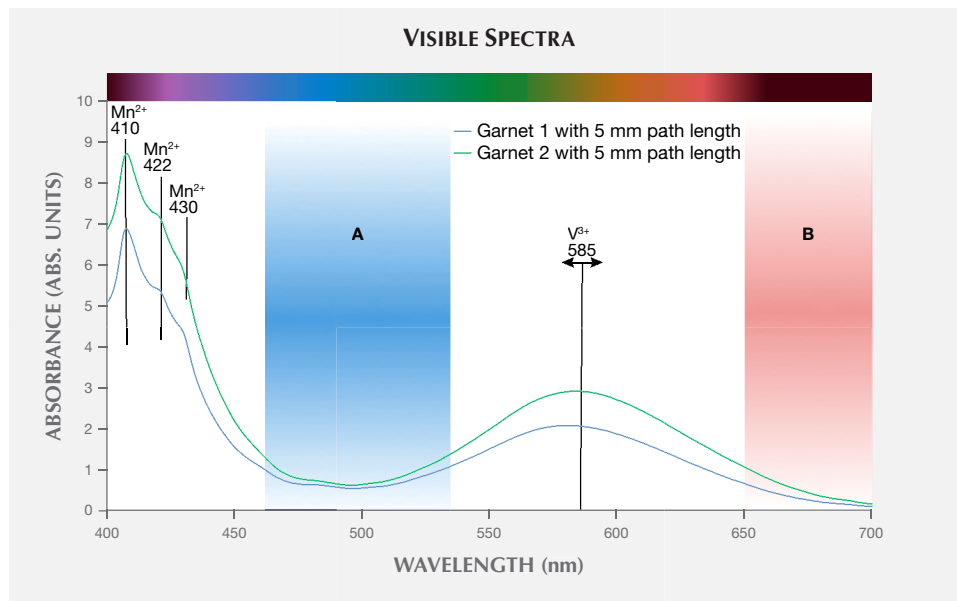 VISIBLE SPECTRA
10
9
8
7
6
5
4
3
2
1
0
ABSORBANCE (ABS. UNITS)
Mn²⁺
410
Mn²⁺
422
Mn²⁺
430
A
Garnet 1 with 5 mm path length
Garnet 2 with 5 mm path length
V³⁺
585
B
400 450 500 550 600 650 700
WAVELENGTH (nm)